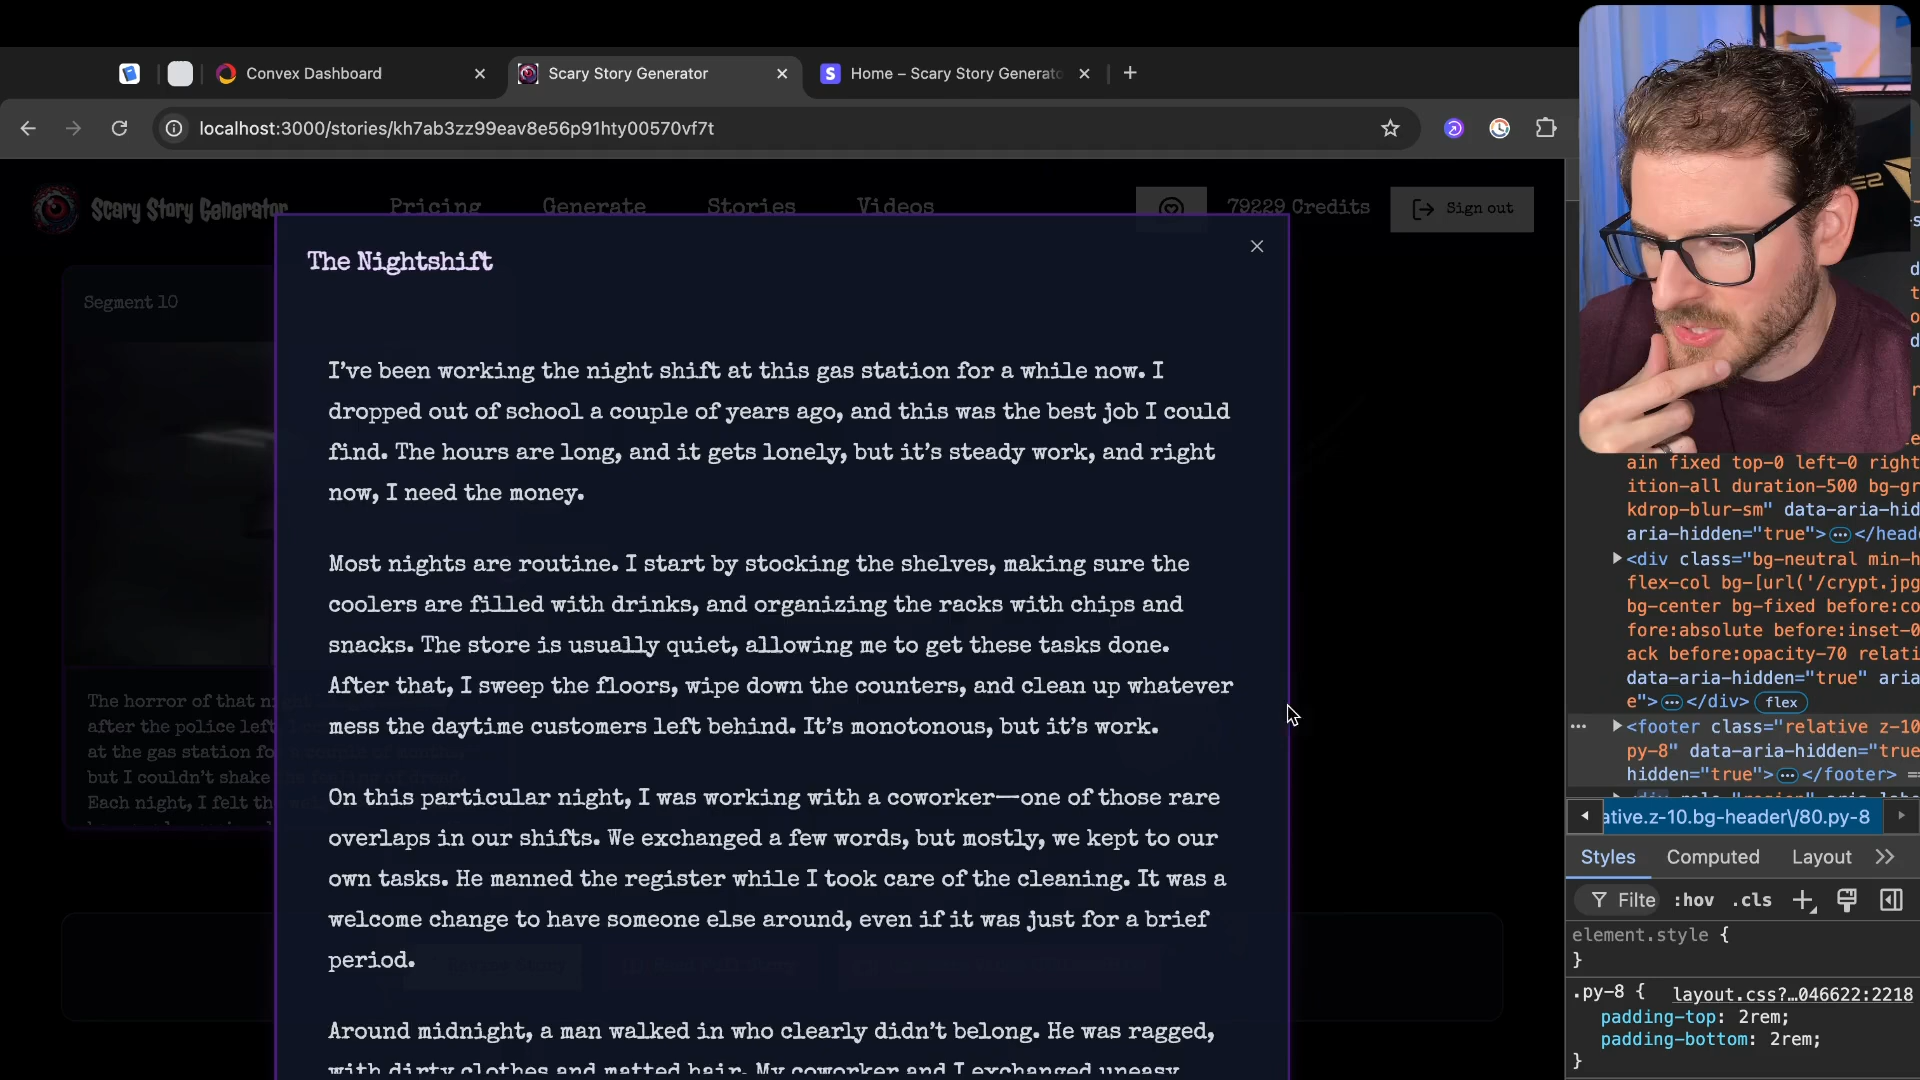 Convex Dashboard
Scary Story Generator
Home – Scary Story Generato
localhost:3000/stories/kh7ab3zz99eav8e56p91hty00570vf7t
Scary Story Generator
Pricing
Generate
Stories
Videos
79229 Credits
Sign out
Segment 10
The horror of that ni
after the police left
at the gas station fo
but I couldn't shake
Each night, I felt th
The Nightshift
I've been working the night shift at this gas station for a while now. I
dropped out of school a couple of years ago, and this was the best job I could
find. The hours are long, and it gets lonely, but it's steady work, and right
now, I need the money.
Most nights are routine. I start by stocking the shelves, making sure the
coolers are filled with drinks, and organizing the racks with chips and
snacks. The store is usually quiet, allowing me to get these tasks done.
After that, I sweep the floors, wipe down the counters, and clean up whatever
mess the daytime customers left behind. It's monotonous, but it's work.
On this particular night, I was working with a coworker—one of those rare
overlaps in our shifts. We exchanged a few words, but mostly, we kept to our
own tasks. He manned the register while I took care of the cleaning. It was a
welcome change to have someone else around, even if it was just for a brief
period.
Around midnight, a man walked in who clearly didn't belong. He was ragged,
with dirty clothes and matted hair. My coworker and I exchanged uneasy
ain fixed top-0 left-0 right
ition-all duration-500 bg-gr
kdrop-blur-sm" data-aria-hid
aria-hidden="true">…</head
<div class="bg-neutral min-h
flex-col bg-[url('/crypt.jpg
bg-center bg-fixed before:co
fore:absolute before:inset-0
ack before:opacity-70 relati
data-aria-hidden="true" aria
e">…</div> flex
<footer class="relative z-10
py-8" data-aria-hidden="true
hidden="true">…</footer> ==
ative.z-10.bg-header\/80.py-8
Styles
Computed
Layout
Filte
:hov
.cls
element.style {
}
.py-8 {
layout.css?…046622:2218
padding-top: 2rem;
padding-bottom: 2rem;
}